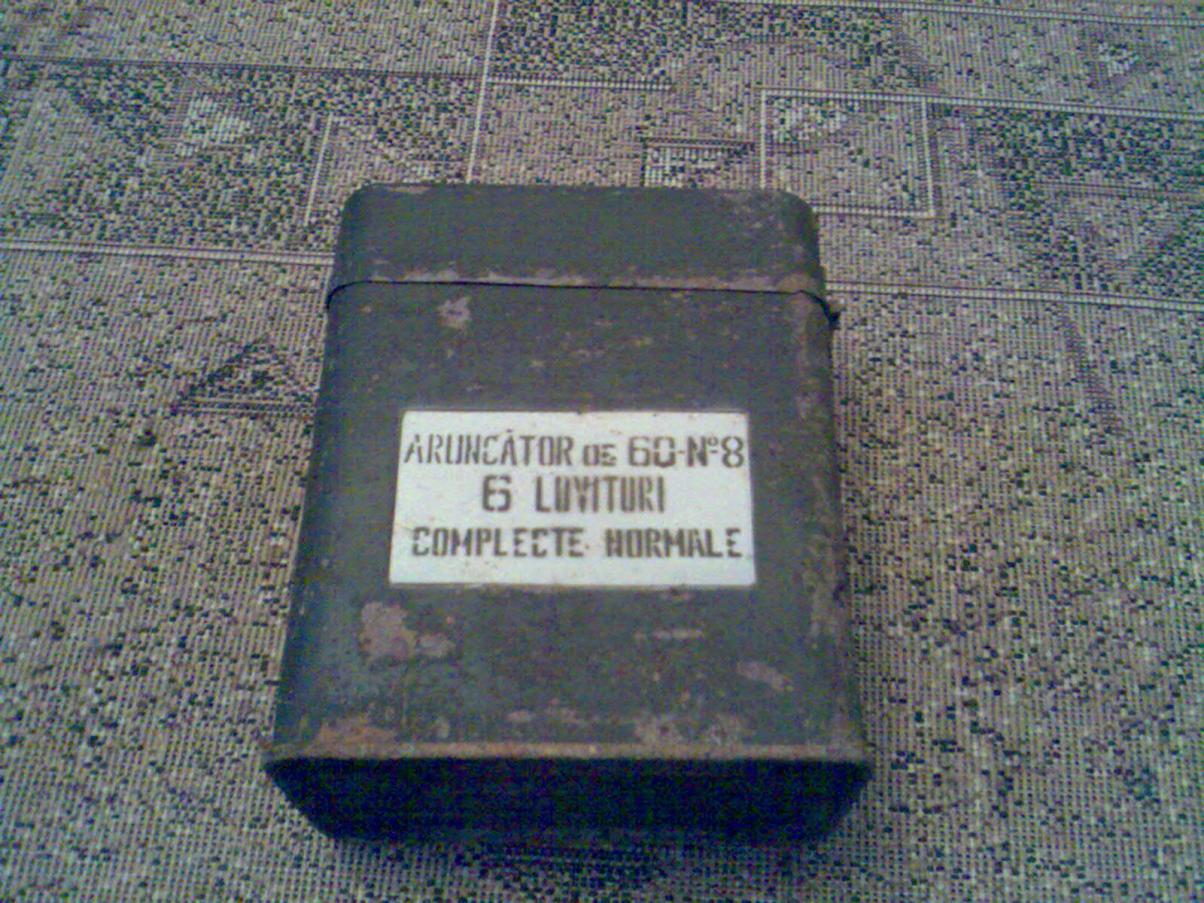 ARUNCĂTOR DE 60-Nº8
6 LOVITURI
COMPLECTE NORMALE